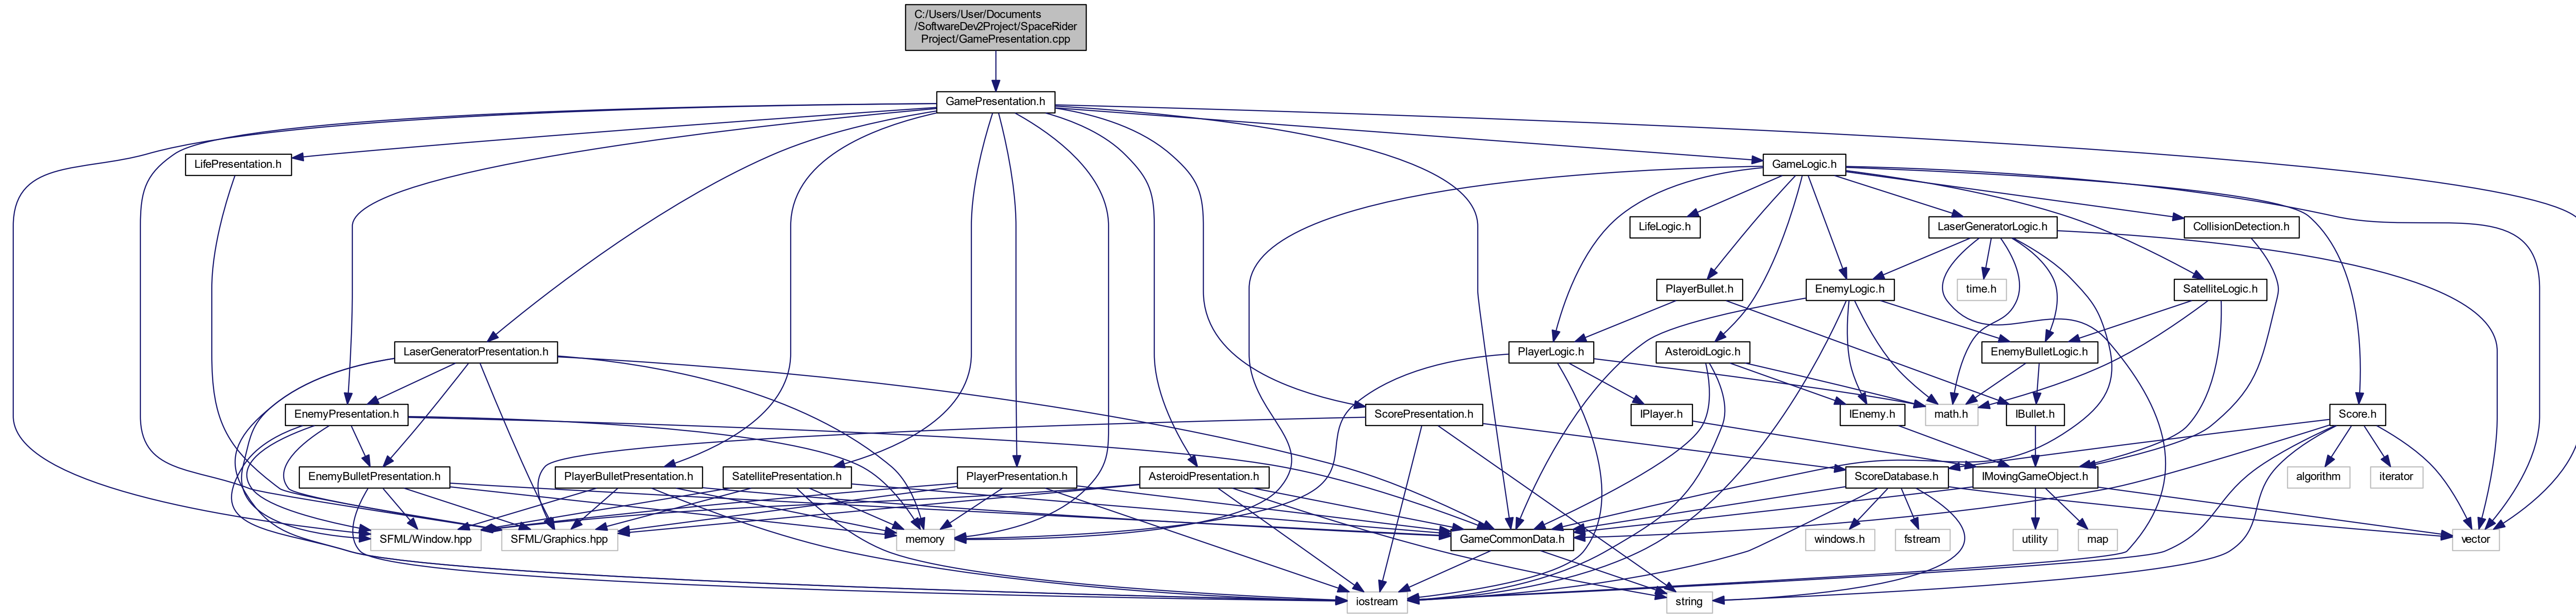 C:/Users/User/Documents
/SoftwareDev2Project/SpaceRider
Project/GamePresentation.cpp
GamePresentation.h
LifePresentation.h
GameLogic.h
LifeLogic.h
LaserGeneratorLogic.h
CollisionDetection.h
PlayerBullet.h
EnemyLogic.h
time.h
SatelliteLogic.h
LaserGeneratorPresentation.h
PlayerLogic.h
AsteroidLogic.h
EnemyBulletLogic.h
EnemyPresentation.h
ScorePresentation.h
IPlayer.h
IEnemy.h
math.h
IBullet.h
Score.h
EnemyBulletPresentation.h
PlayerBulletPresentation.h
SatellitePresentation.h
PlayerPresentation.h
AsteroidPresentation.h
ScoreDatabase.h
IMovingGameObject.h
algorithm
iterator
SFML/Window.hpp
SFML/Graphics.hpp
memory
GameCommonData.h
windows.h
fstream
utility
map
vector
iostream
string